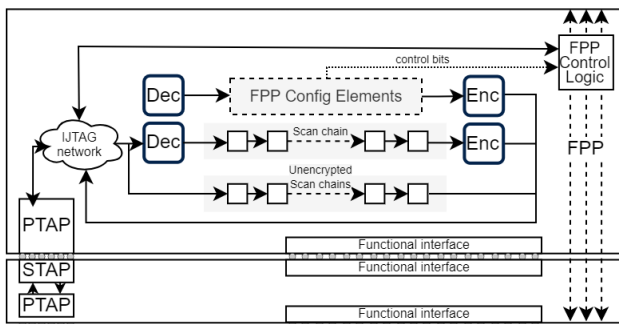 control bits
FPP
Control
Logic
Dec
FPP Config Elements
Enc
IJTAG
network
Dec
Scan chain
Enc
FPP
Unencrypted
Scan chains
PTAP
Functional interface
STAP
Functional interface
PTAP
Functional interface